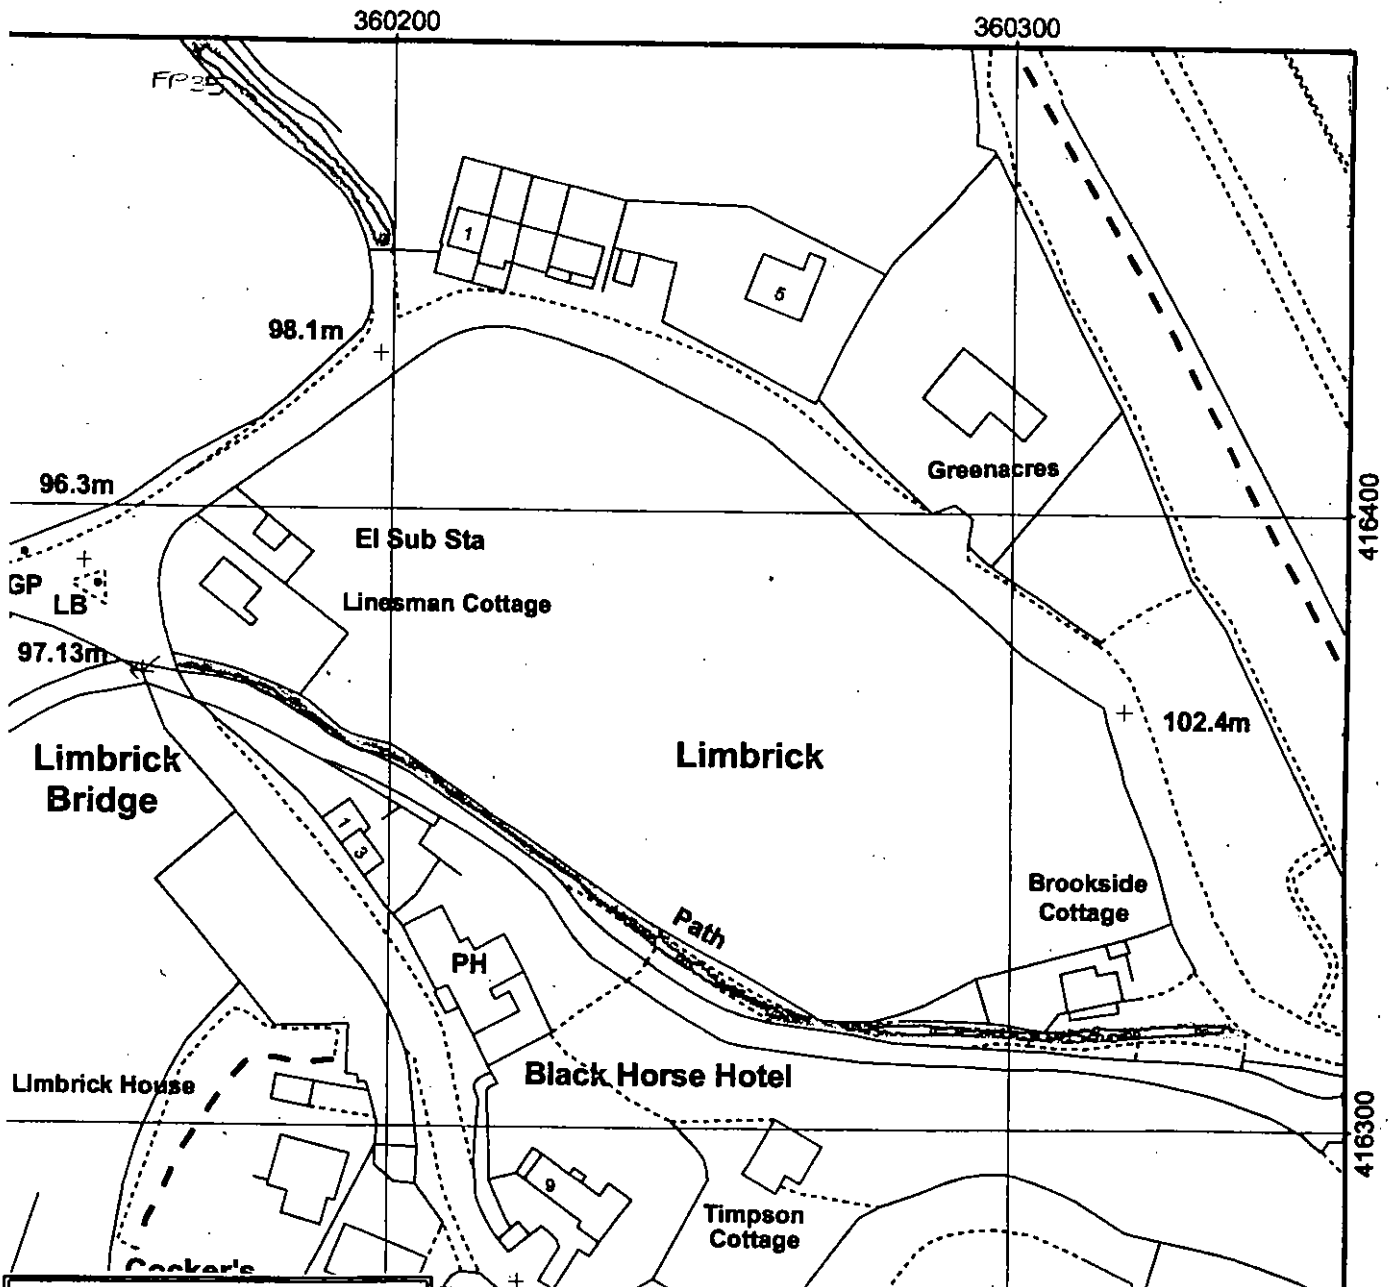 360200
360300
FP35
1
5
98.1m
Greenacres
96.3m
416400
El Sub Sta
GP
LB
Linesman Cottage
97.13m
102.4m
Limbrick
Bridge
Limbrick
1
3
Brookside
Cottage
Path
PH
Limbrick House
Black Horse Hotel
416300
9
Timpson
Cottage
Cocker's